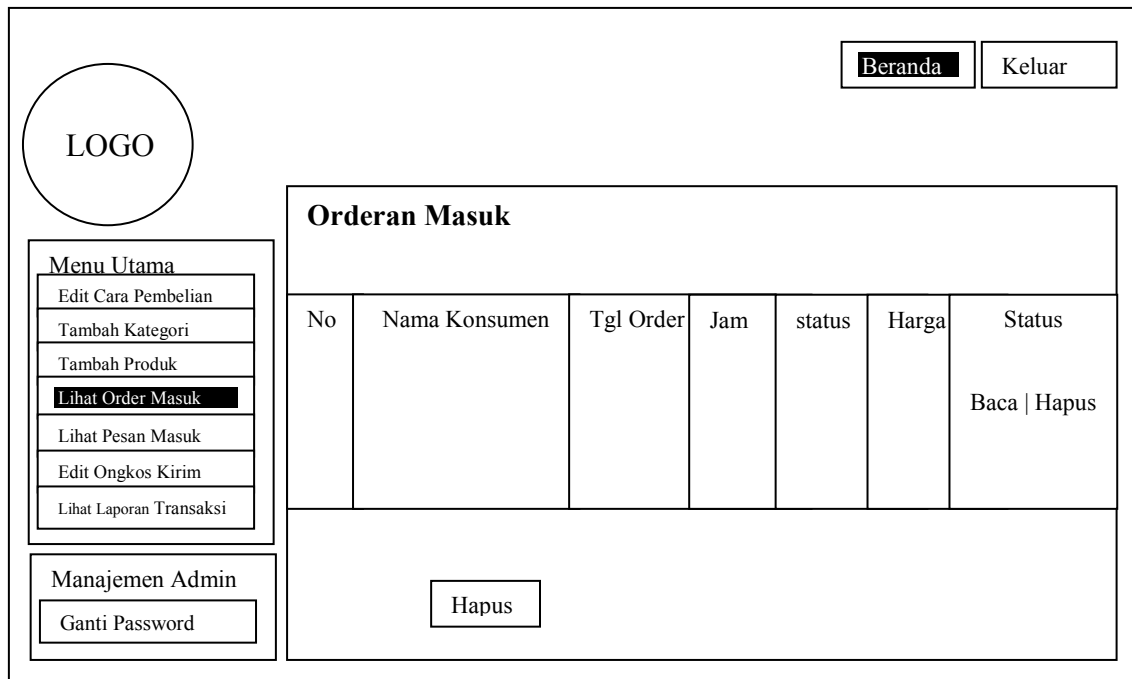 Beranda
Keluar
LOGO
Orderan Masuk
Menu Utama
Edit Cara Pembelian
Tambah Kategori
Tambah Produk
Lihat Order Masuk
Lihat Pesan Masuk
Edit Ongkos Kirim
Lihat Laporan Transaksi
No
Nama Konsumen
Tgl Order
Jam
status
Harga
Status
Baca | Hapus
Manajemen Admin
Ganti Password
Hapus